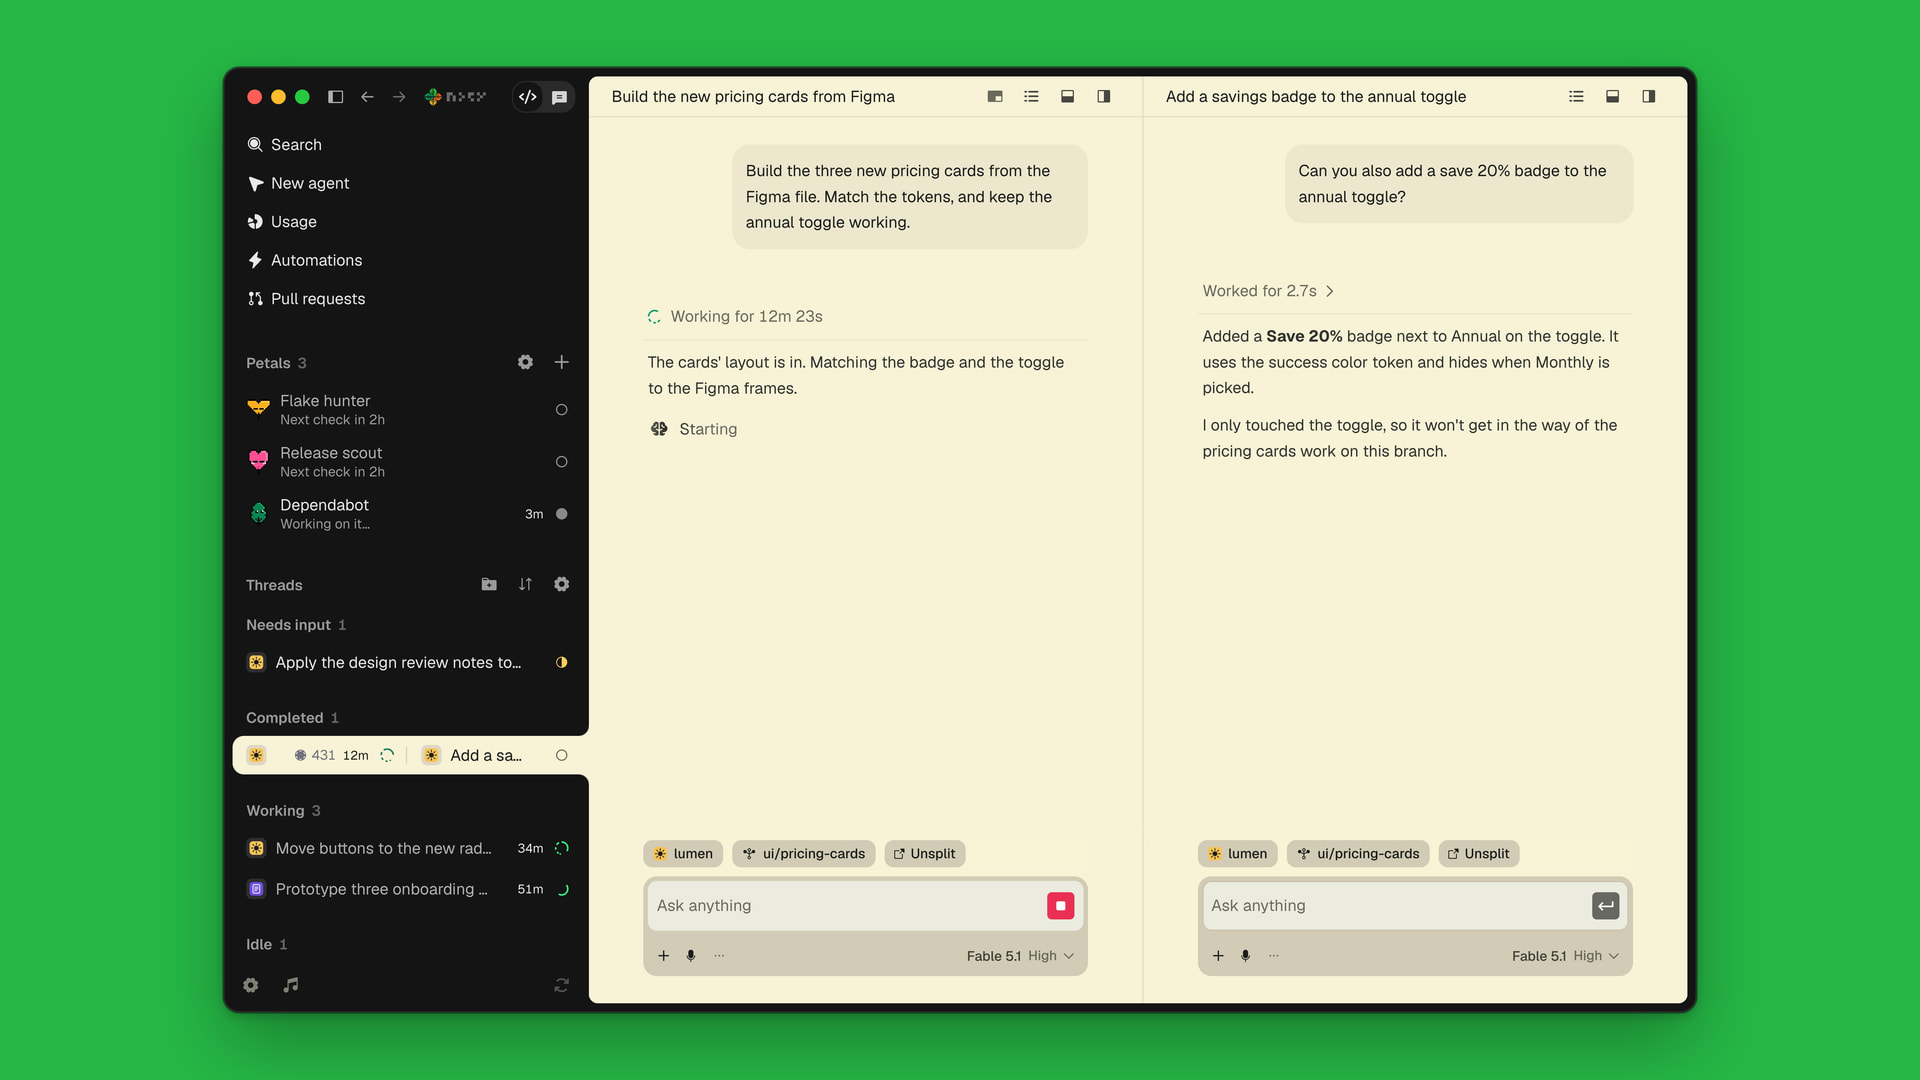 Search
New agent
Usage
Automations
Pull requests
Petals 3
Flake hunter
Next check in 2h
Release scout
Next check in 2h
Dependabot
Working on it...
3m
Threads
Needs input 1
Apply the design review notes to...
Completed 1
431 12m
Add a sa...
Working 3
Move buttons to the new rad... 34m
Prototype three onboarding ... 51m
Idle 1
Build the new pricing cards from Figma
Build the three new pricing cards from the
Figma file. Match the tokens, and keep the
annual toggle working.
Working for 12m 23s
The cards' layout is in. Matching the badge and the toggle
to the Figma frames.
Starting
lumen
ui/pricing-cards
Unsplit
Ask anything
Fable 5.1 High
Add a savings badge to the annual toggle
Can you also add a save 20% badge to the
annual toggle?
Worked for 2.7s
Added a Save 20% badge next to Annual on the toggle. It
uses the success color token and hides when Monthly is
picked.
I only touched the toggle, so it won't get in the way of the
pricing cards work on this branch.
lumen
ui/pricing-cards
Unsplit
Ask anything
Fable 5.1 High